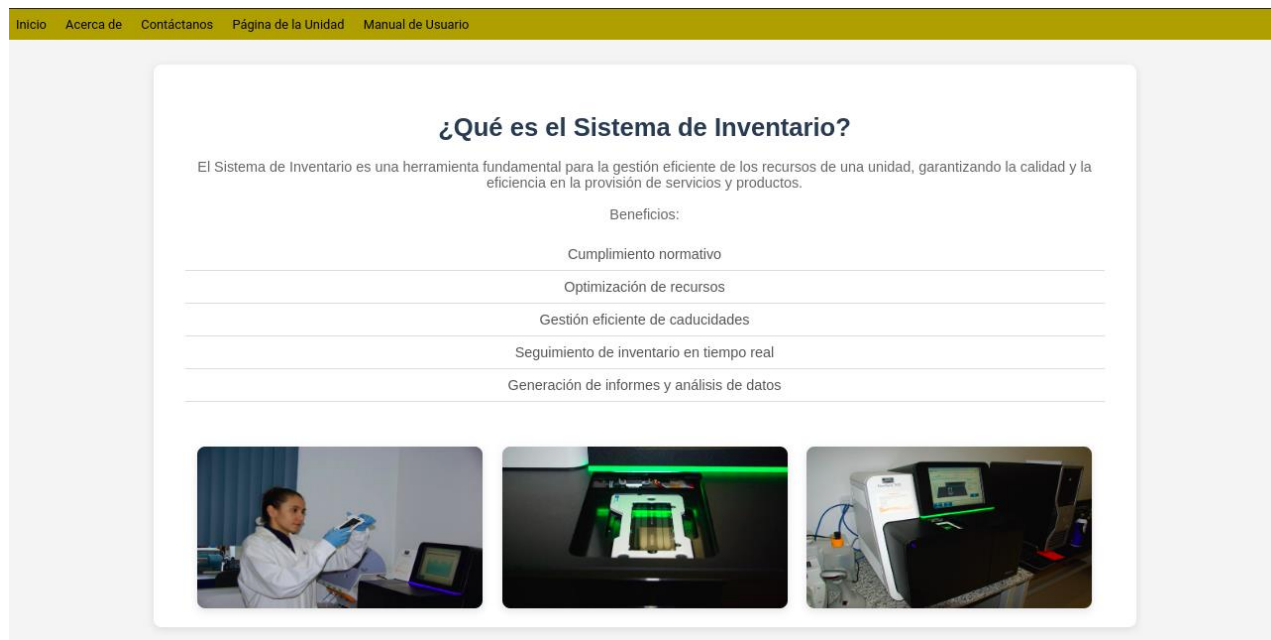 Inicio Acerca de Contáctanos Página de la Unidad Manual de Usuario
¿Qué es el Sistema de Inventario?
El Sistema de Inventario es una herramienta fundamental para la gestión eficiente de los recursos de una unidad, garantizando la calidad y la
eficiencia en la provisión de servicios y productos.
Beneficios:
Cumplimiento normativo
Optimización de recursos
Gestión eficiente de caducidades
Seguimiento de inventario en tiempo real
Generación de informes y análisis de datos